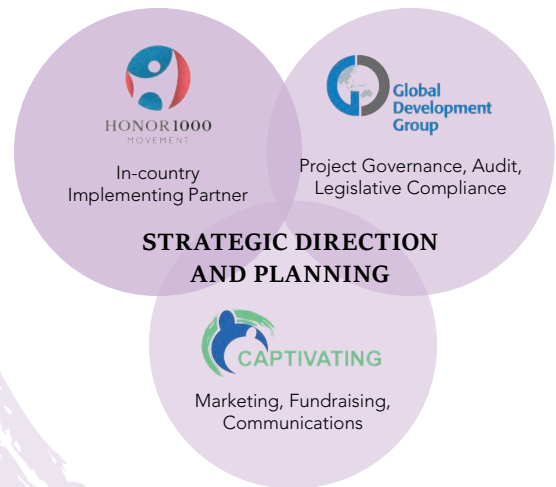 HONOR1000
MOVEMENT
In-country
Implementing Partner
Global
Development
Group
Project Governance, Audit,
Legislative Compliance
STRATEGIC DIRECTION
AND PLANNING
CAPTIVATING
Marketing, Fundraising,
Communications